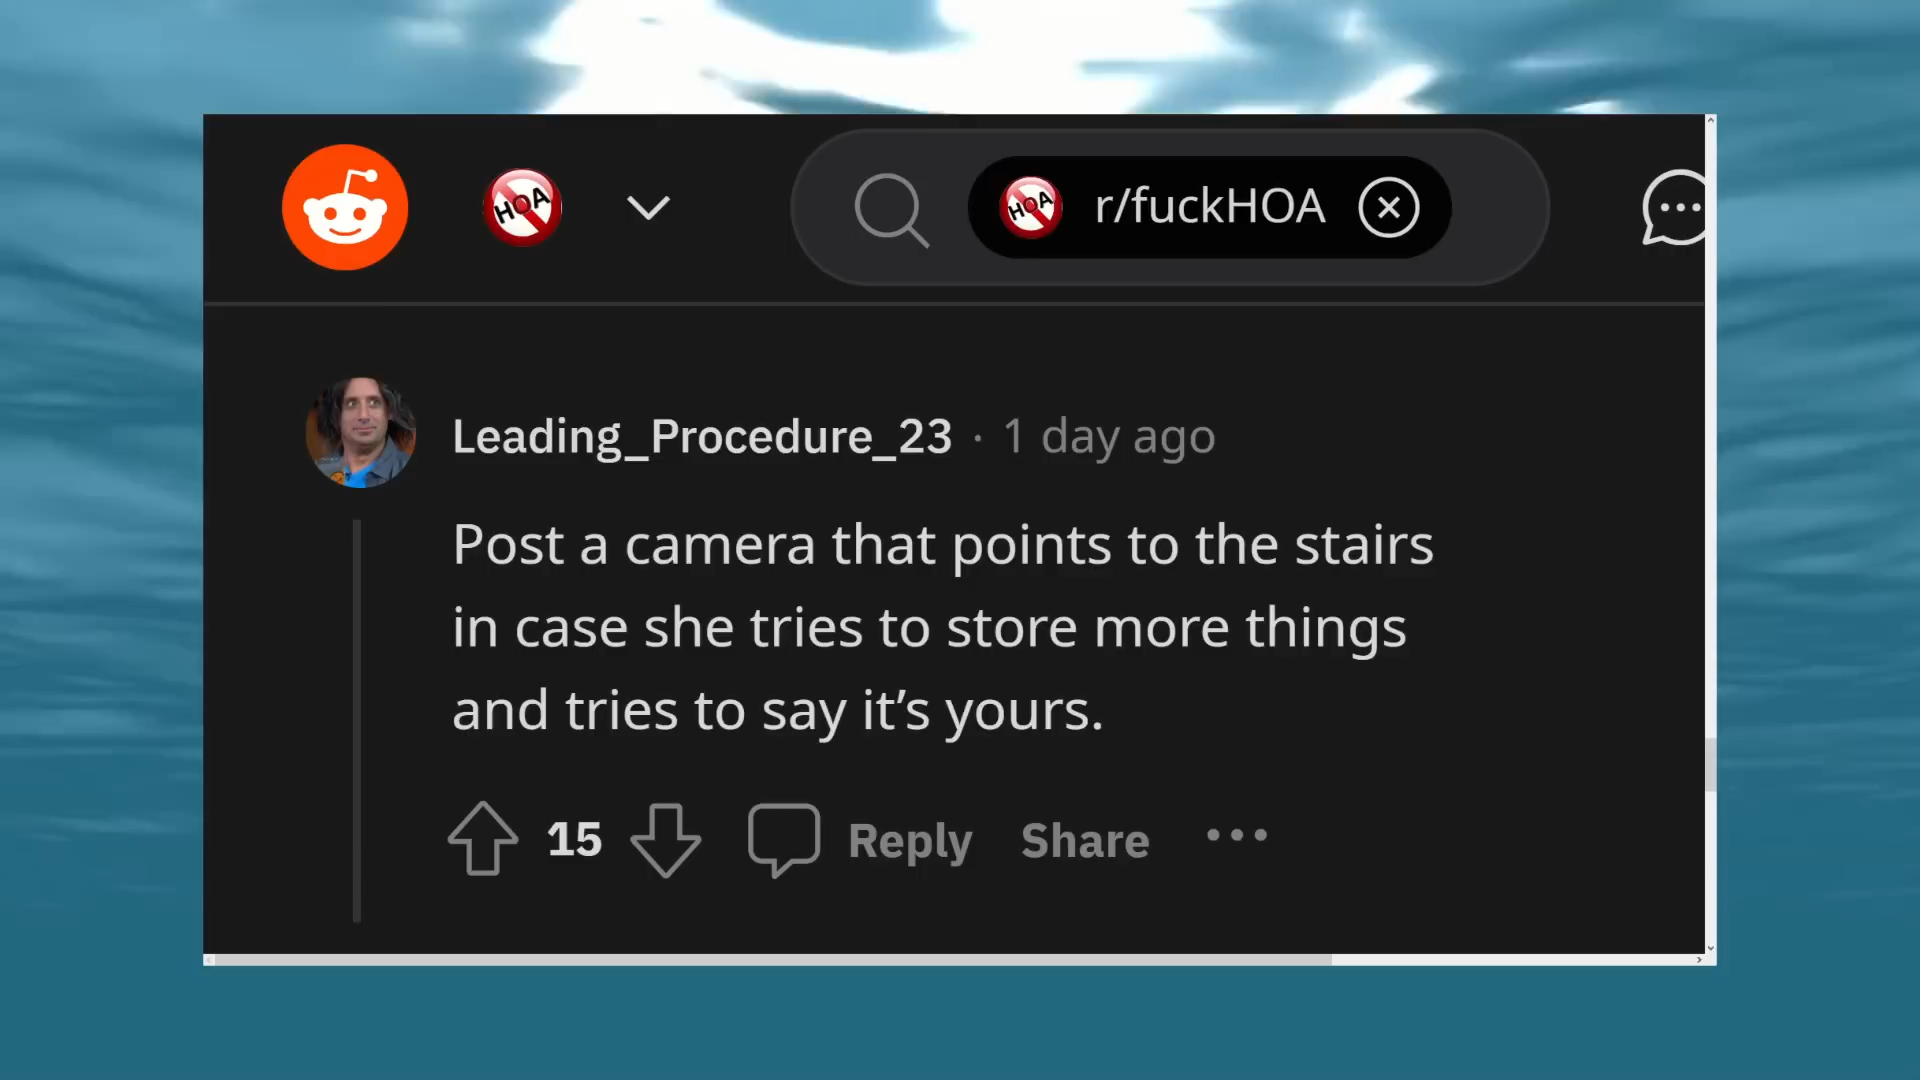 HOA
HOA r/fuckHOA
Leading_Procedure_23 · 1 day ago
Post a camera that points to the stairs
in case she tries to store more things
and tries to say it’s yours.
15 Reply Share